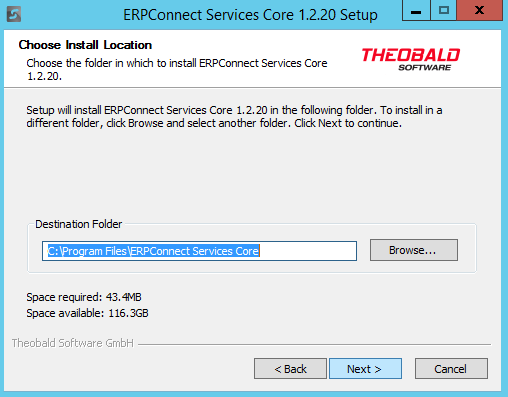 ERPConnect Services Core 1.2.20 Setup
Choose Install Location
Choose the folder in which to install ERPConnect Services Core
1.2.20.
THEOBALD
SOFTWARE
Setup will install ERPConnect Services Core 1.2.20 in the following folder. To install in a
different folder, click Browse and select another folder. Click Next to continue.
Destination Folder
C:\Program Files\ERPConnect Services Core
Browse...
Space required: 43.4MB
Space available: 116.3GB
Theobald Software GmbH
< Back
Next >
Cancel